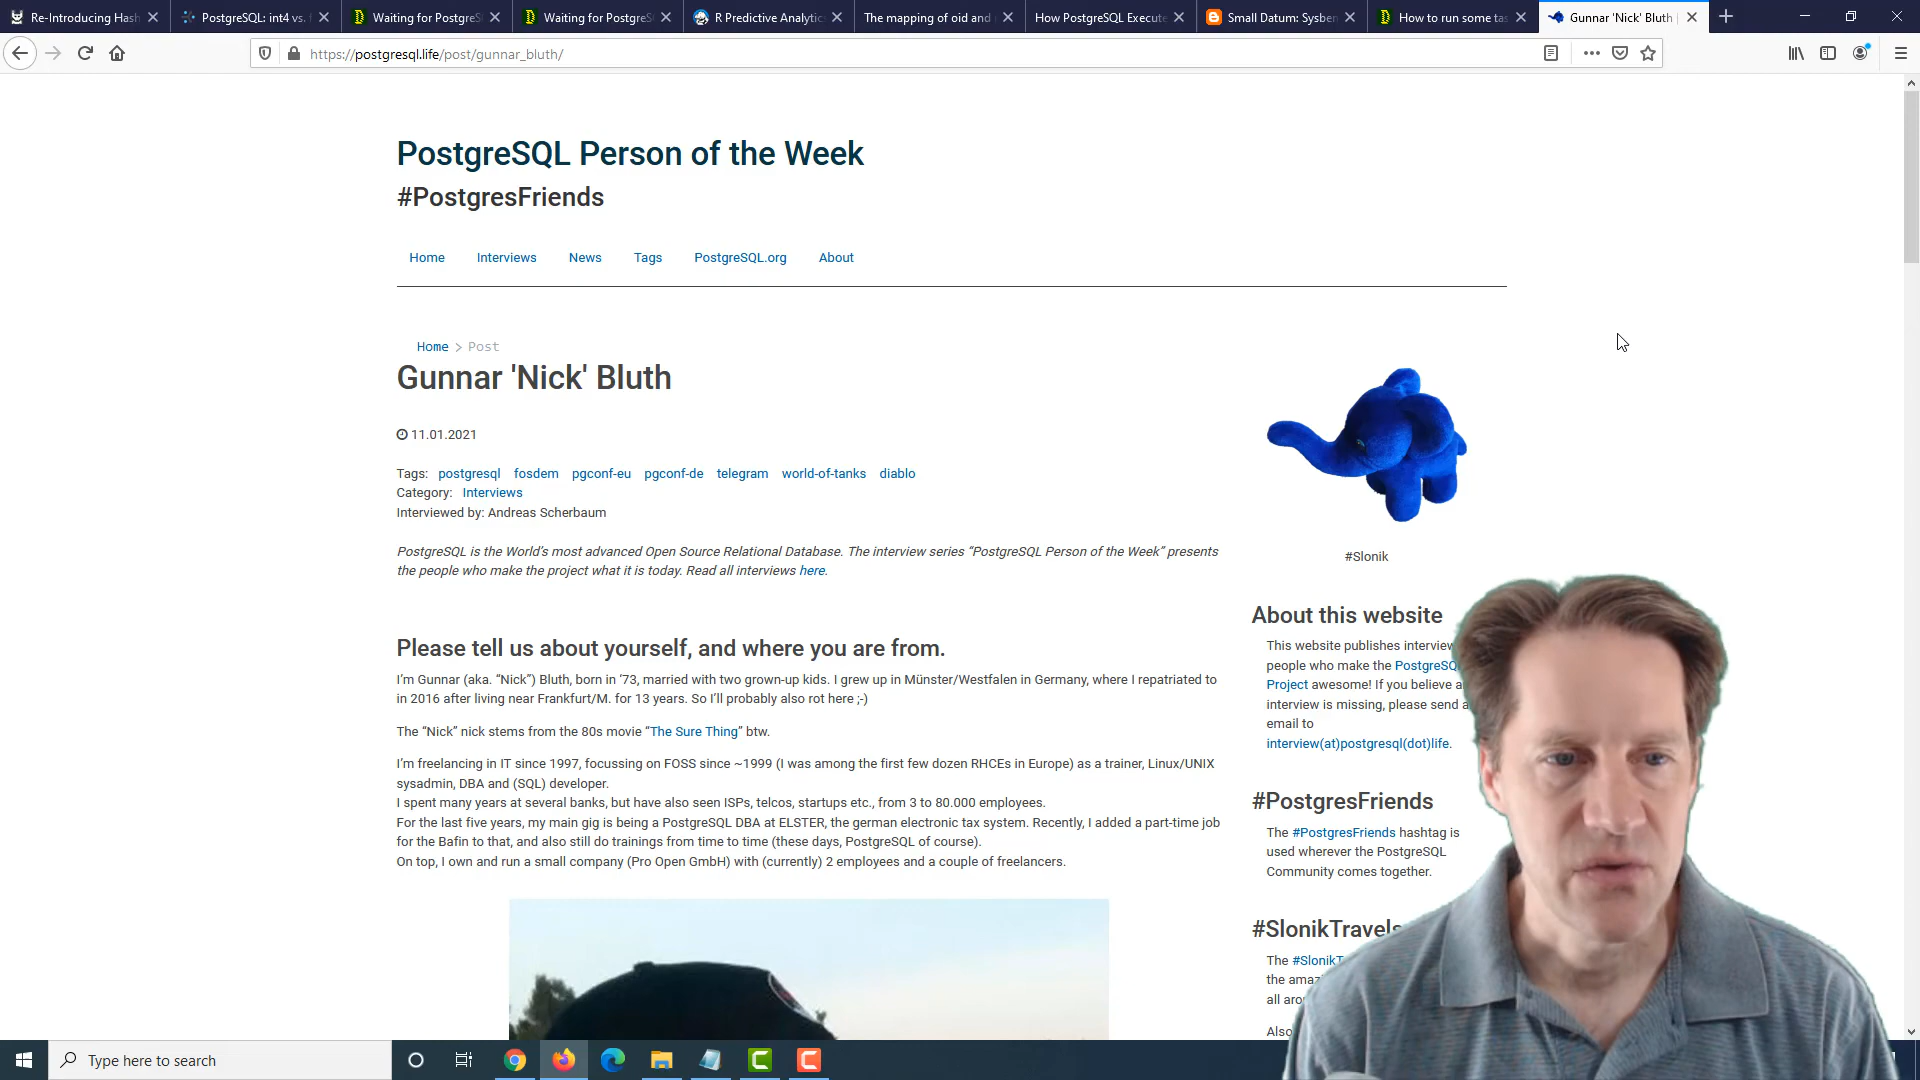 Re-Introducing Hash
PostgreSQL: int4 vs.
Waiting for PostgreS
Waiting for PostgreS
R Predictive Analytic
The mapping of oid and
How PostgreSQL Execute
Small Datum: Sysben
How to run some tas
Gunnar 'Nick' Bluth
https://postgresql.life/post/gunnar_bluth/
PostgreSQL Person of the Week
#PostgresFriends
Home
Interviews
News
Tags
PostgreSQL.org
About
Home > Post
Gunnar 'Nick' Bluth
11.01.2021
Tags: postgresql fosdem pgconf-eu pgconf-de telegram world-of-tanks diablo
Category: Interviews
Interviewed by: Andreas Scherbaum
PostgreSQL is the World's most advanced Open Source Relational Database. The interview series “PostgreSQL Person of the Week” presents
the people who make the project what it is today. Read all interviews here.
Please tell us about yourself, and where you are from.
I'm Gunnar (aka. “Nick”) Bluth, born in '73, married with two grown-up kids. I grew up in Münster/Westfalen in Germany, where I repatriated to
in 2016 after living near Frankfurt/M. for 13 years. So I'll probably also rot here ;-)
The “Nick” nick stems from the 80s movie “The Sure Thing” btw.
I'm freelancing in IT since 1997, focussing on FOSS since ~1999 (I was among the first few dozen RHCEs in Europe) as a trainer, Linux/UNIX
sysadmin, DBA and (SQL) developer.
I spent many years at several banks, but have also seen ISPs, telcos, startups etc., from 3 to 80.000 employees.
For the last five years, my main gig is being a PostgreSQL DBA at ELSTER, the german electronic tax system. Recently, I added a part-time job
for the Bafin to that, and also still do trainings from time to time (these days, PostgreSQL of course).
On top, I own and run a small company (Pro Open GmbH) with (currently) 2 employees and a couple of freelancers.
#Slonik
About this website
This website publishes interview
people who make the PostgreSQ
Project awesome! If you believe a
interview is missing, please send a
email to
interview(at)postgresql(dot)life.
#PostgresFriends
The #PostgresFriends hashtag is
used wherever the PostgreSQL
Community comes together.
#SlonikTravels
The #SlonikT
the amaz
all aro
Also
Type here to search